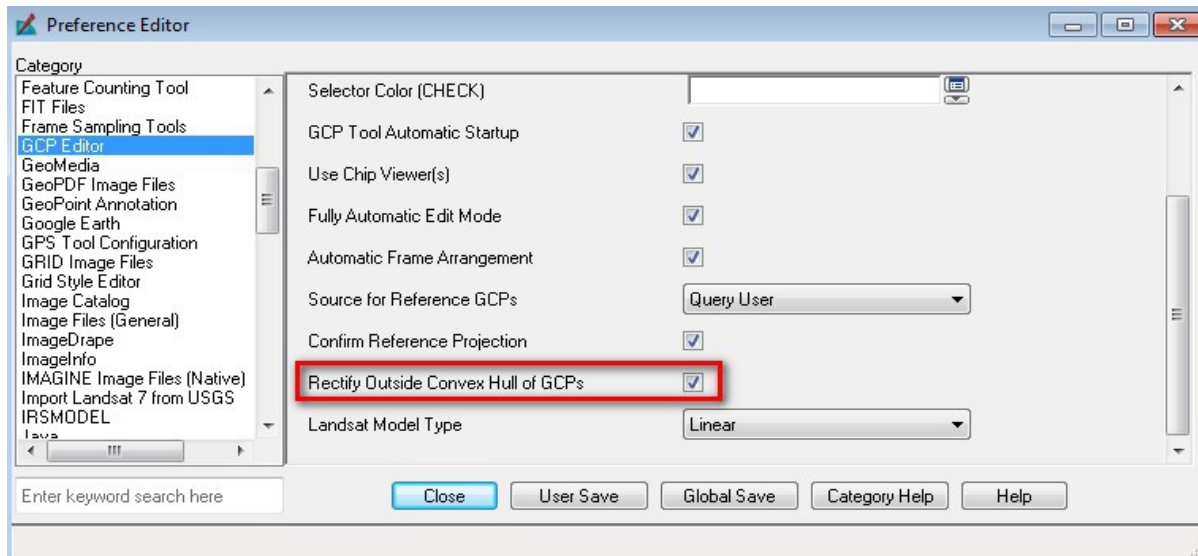 Preference Editor
Category
Feature Counting Tool
FIT Files
Frame Sampling Tools
GCP Editor
GeoMedia
GeoPDF Image Files
GeoPoint Annotation
Google Earth
GPS Tool Configuration
GRID Image Files
Grid Style Editor
Image Catalog
Image Files (General)
ImageDrape
ImageInfo
IMAGINE Image Files (Native)
Import Landsat 7 from USGS
IRSMODEL
Java
Selector Color (CHECK)
GCP Tool Automatic Startup
Use Chip Viewer(s)
Fully Automatic Edit Mode
Automatic Frame Arrangement
Source for Reference GCPs Query User
Confirm Reference Projection
Rectify Outside Convex Hull of GCPs
Landsat Model Type Linear
Enter keyword search here
Close User Save Global Save Category Help Help